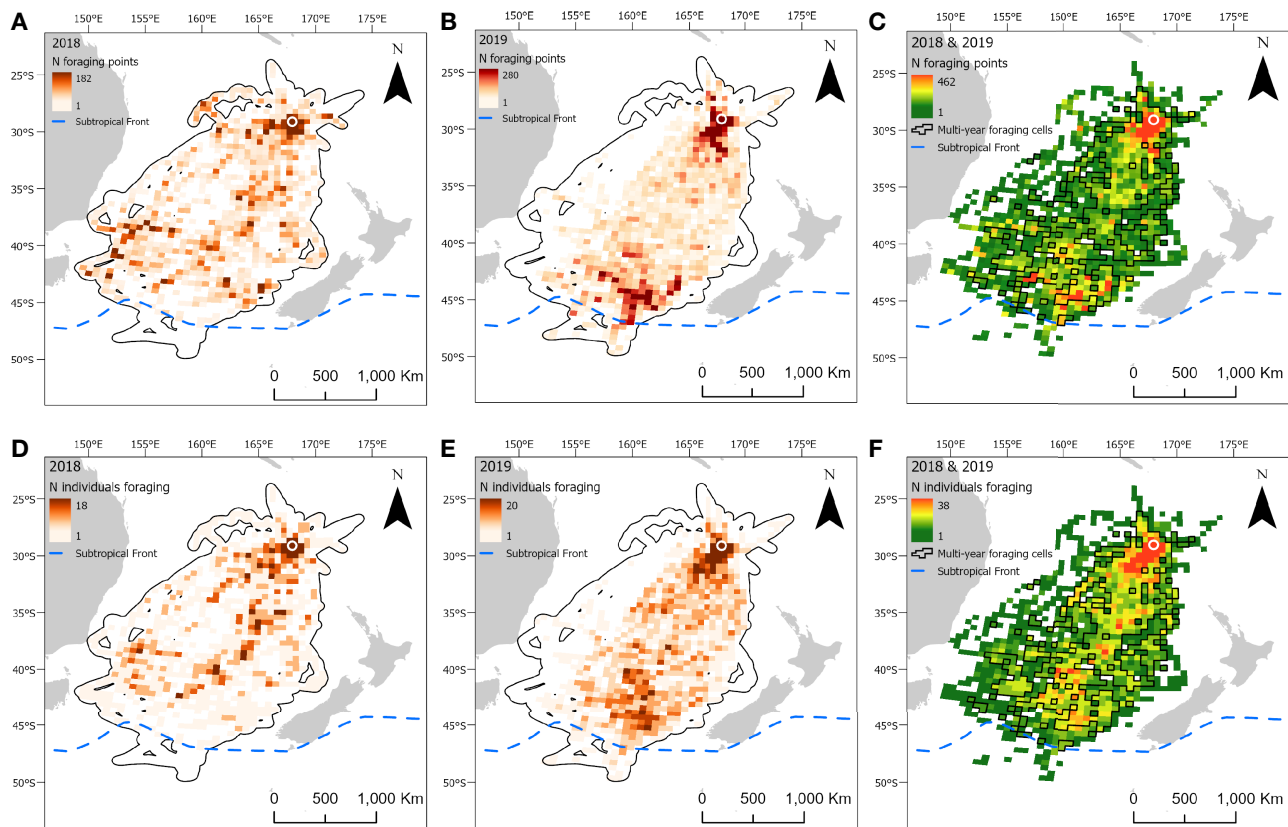 A
150°E 155°E 160°E 165°E 170°E 175°E
2018
N foraging points
182
1
Subtropical Front
N
25°S
30°S
35°S
40°S
45°S
50°S
0 500 1,000 Km
B
150°E 155°E 160°E 165°E 170°E 175°E
2019
N foraging points
280
1
Subtropical Front
N
25°S
30°S
35°S
40°S
45°S
50°S
0 500 1,000 Km
C
150°E 155°E 160°E 165°E 170°E 175°E
2018 & 2019
N foraging points
462
1
Multi-year foraging cells
Subtropical Front
N
25°S
30°S
35°S
40°S
45°S
50°S
0 500 1,000 Km
D
150°E 155°E 160°E 165°E 170°E 175°E
2018
N individuals foraging
18
1
Subtropical Front
N
25°S
30°S
35°S
40°S
45°S
50°S
0 500 1,000 Km
E
150°E 155°E 160°E 165°E 170°E 175°E
2019
N individuals foraging
20
1
Subtropical Front
N
25°S
30°S
35°S
40°S
45°S
50°S
0 500 1,000 Km
F
150°E 155°E 160°E 165°E 170°E 175°E
2018 & 2019
N individuals foraging
38
1
Multi-year foraging cells
Subtropical Front
N
25°S
30°S
35°S
40°S
45°S
50°S
0 500 1,000 Km